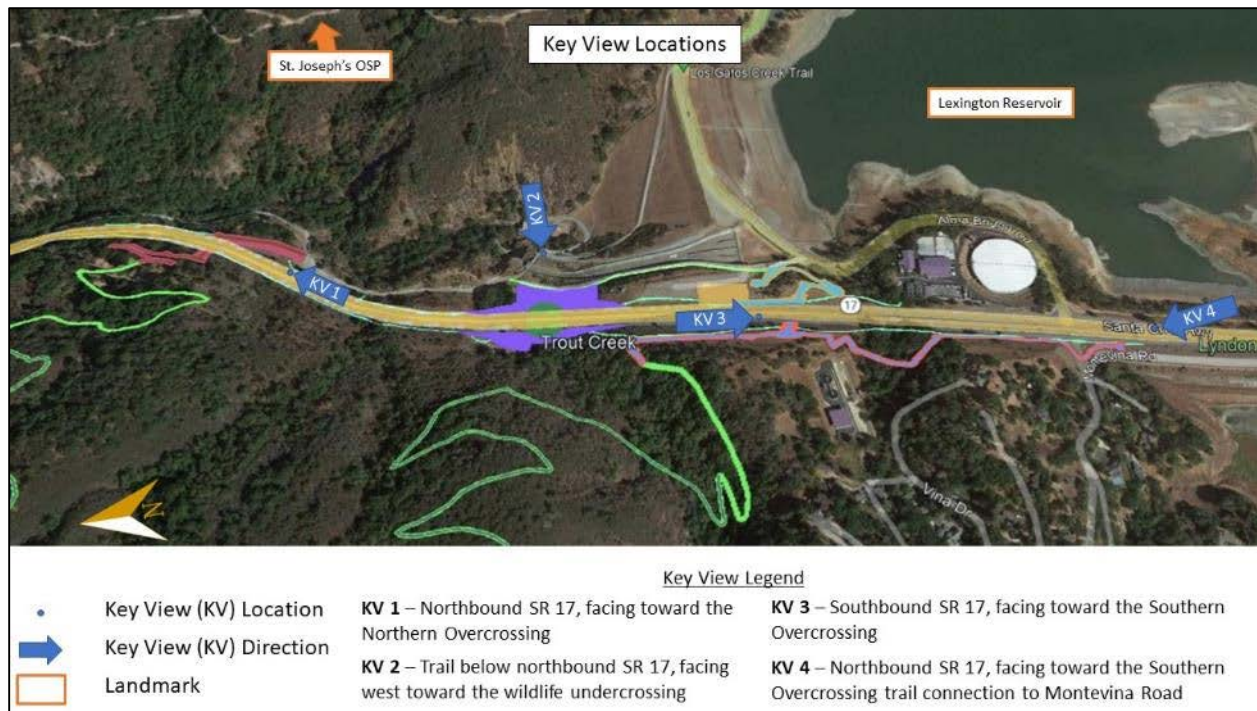 Key View Locations
St. Joseph's OSP
Los Gatos Creek Trail
Lexington Reservoir
KV 2
KV 1
KV 3
17
KV 4
Trout Creek
Lyndon
Vina Dr
N
Key View Legend
Key View (KV) Location
Key View (KV) Direction
Landmark
KV 1 – Northbound SR 17, facing toward the
Northern Overcrossing
KV 2 – Trail below northbound SR 17, facing
west toward the wildlife undercrossing
KV 3 – Southbound SR 17, facing toward the Southern
Overcrossing
KV 4 – Northbound SR 17, facing toward the Southern
Overcrossing trail connection to Montevina Road